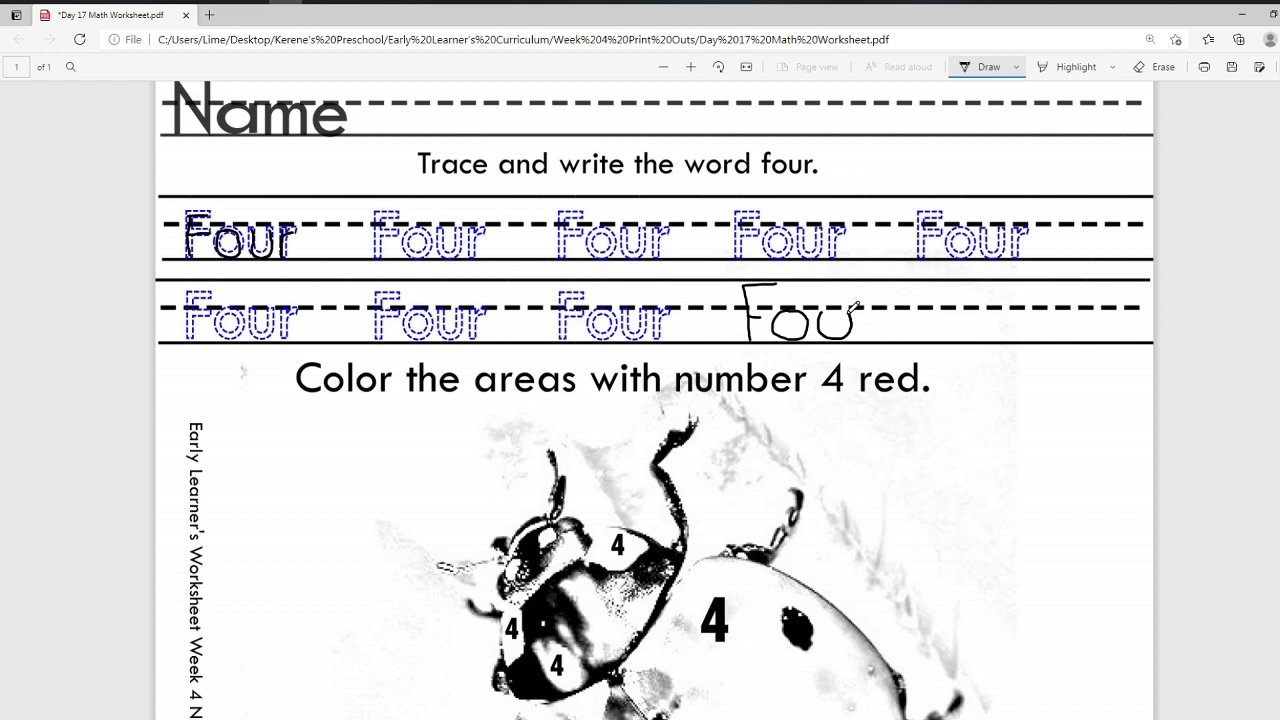 *Day 17 Math Worksheet.pdf
File C:/Users/Lime/Desktop/Kerene's%20Preschool/Early%20Learner's%20Curriculum/Week%204%20Print%20Outs/Day%2017%20Math%20Worksheet.pdf
1 of 1 Page view Read aloud Draw Highlight Erase
Name
Trace and write the word four.
Four Four Four Four Four
Four Four Four Fou
Color the areas with number 4 red.
Early Learner's Worksheet Week 4 N
4
4
4
4